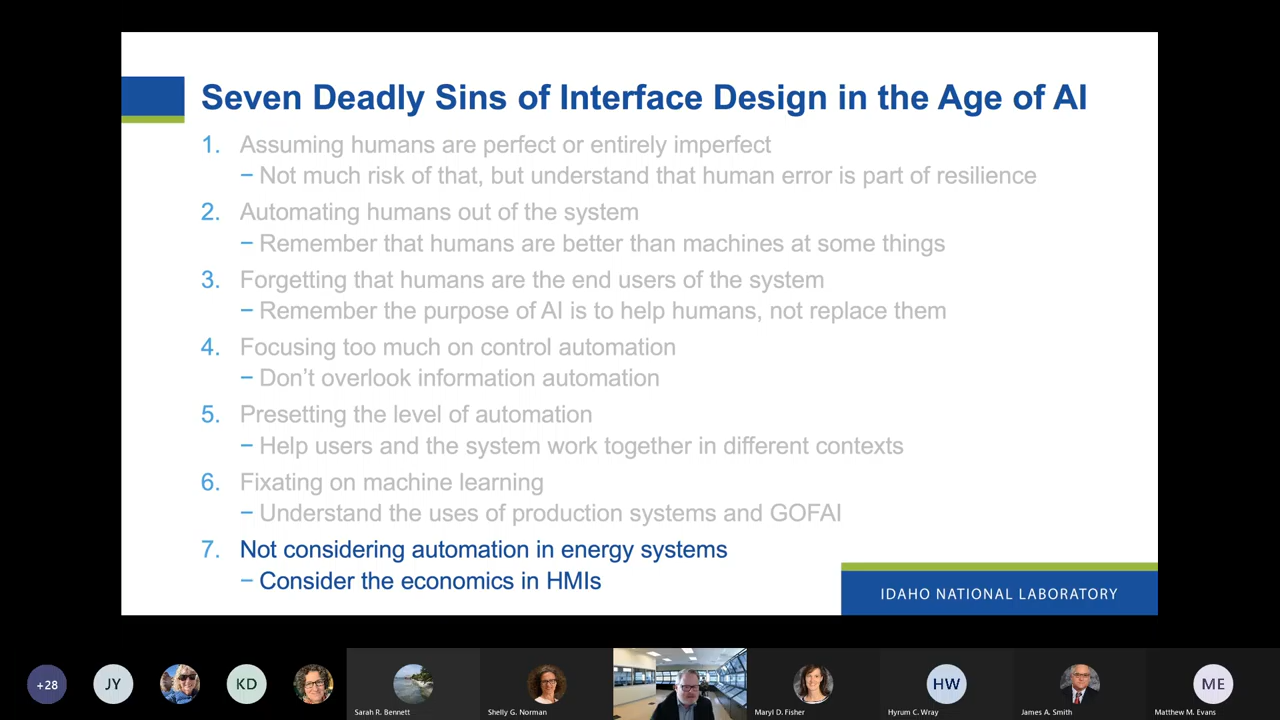 Seven Deadly Sins of Interface Design in the Age of AI
1. Assuming humans are perfect or entirely imperfect
– Not much risk of that, but understand that human error is part of resilience
2. Automating humans out of the system
– Remember that humans are better than machines at some things
3. Forgetting that humans are the end users of the system
– Remember the purpose of AI is to help humans, not replace them
4. Focusing too much on control automation
– Don’t overlook information automation
5. Presetting the level of automation
– Help users and the system work together in different contexts
6. Fixating on machine learning
– Understand the uses of production systems and GOFAI
7. Not considering automation in energy systems
– Consider the economics in HMIs
IDAHO NATIONAL LABORATORY
+28
JY
KD
HW
ME
Sarah R. Bennett
Shelly G. Norman
Maryl D. Fisher
Hyrum C. Wray
James A. Smith
Matthew M. Evans